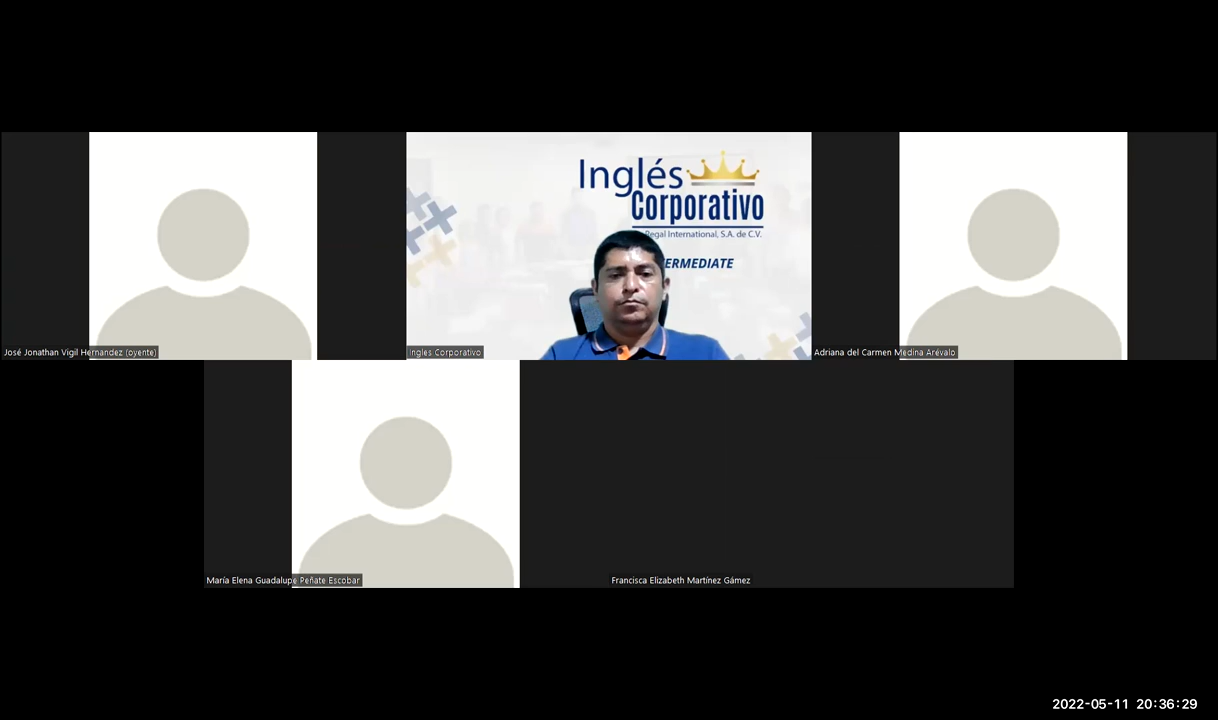 Inglés
Corporativo
Regal International, S.A. de C.V.
ERMEDIATE
José Jonathan Vigil Hernandez (oyente)
Ingles Corporativo
Adriana del Carmen Medina Arévalo
María Elena Guadalupe Peñate Escobar
Francisca Elizabeth Martínez Gámez
2022-05-11 20:36:29